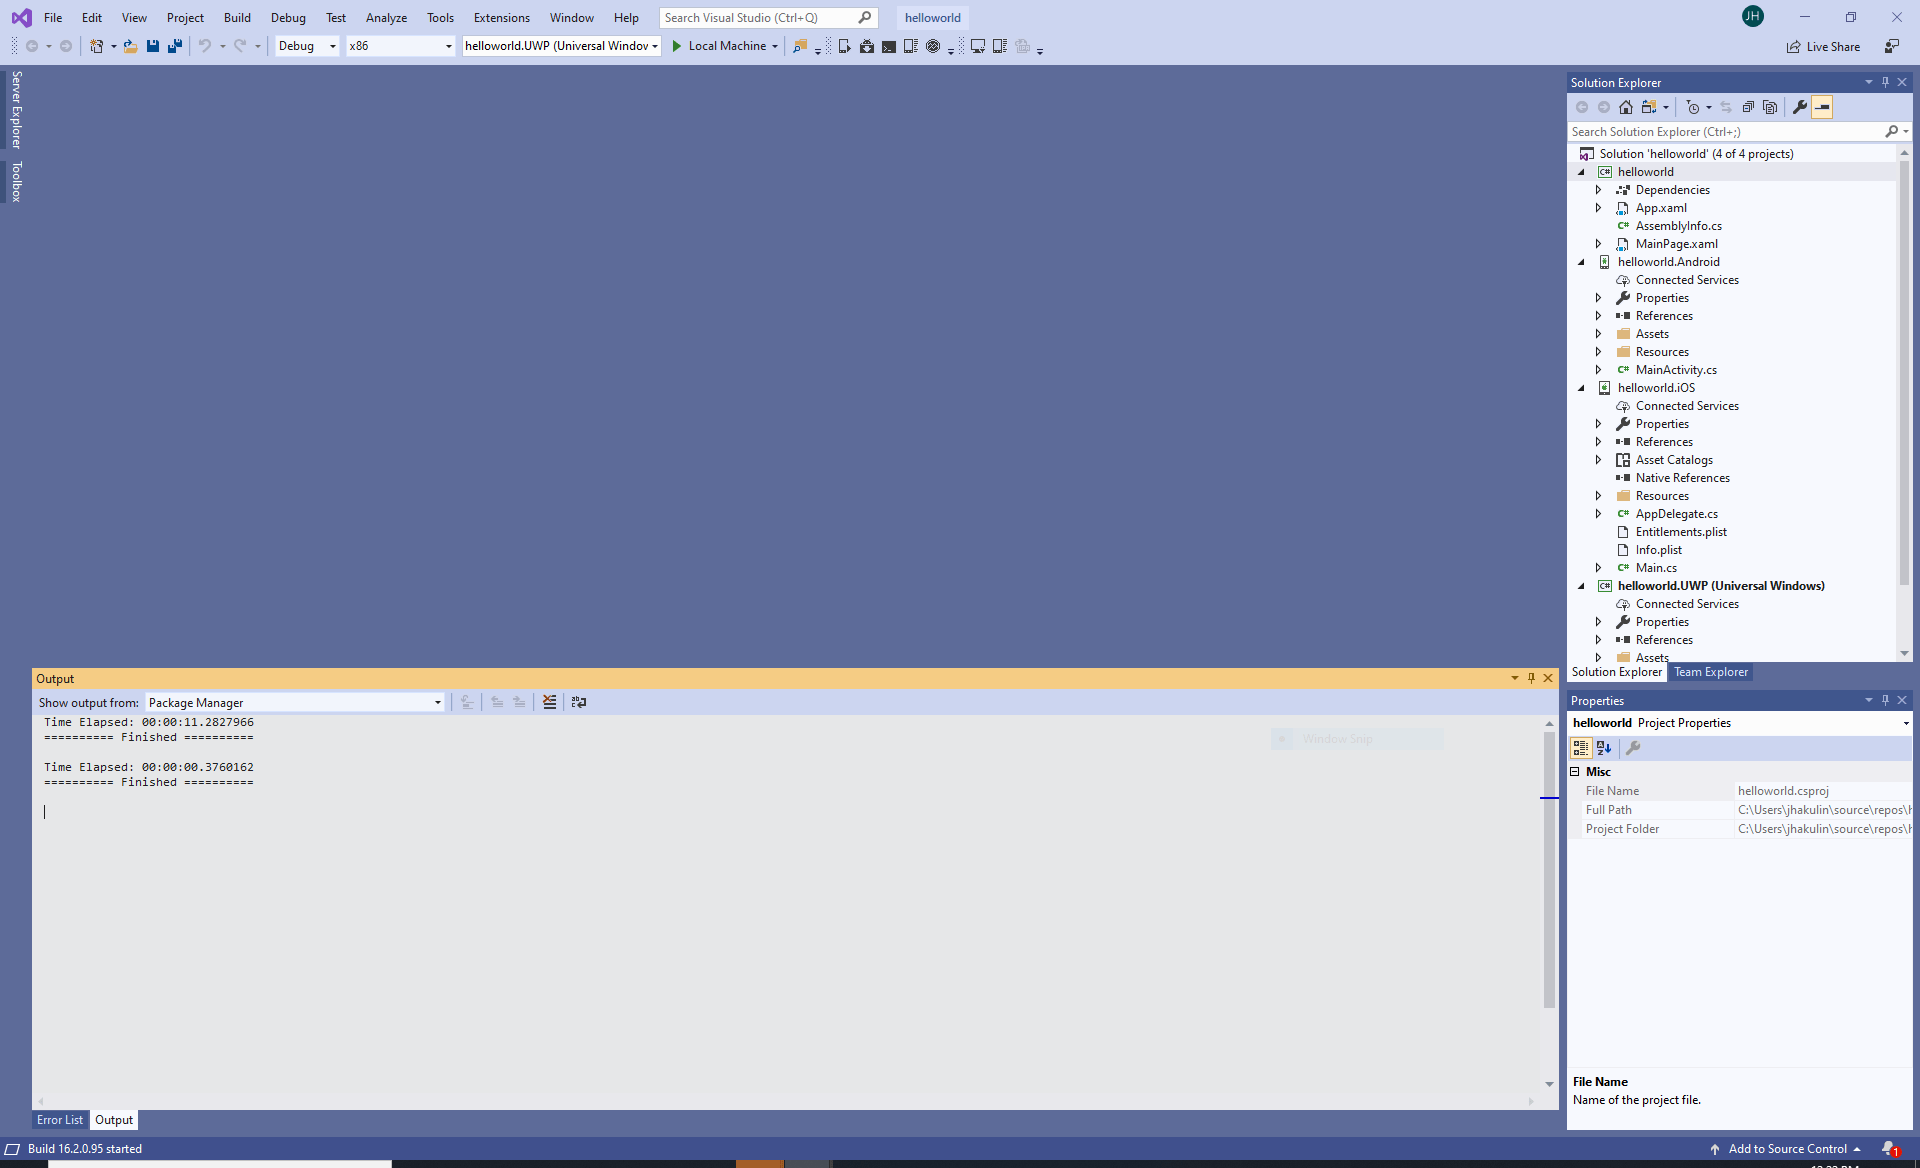 File Edit View Project Build Debug Test Analyze Tools Extensions Window Help Search Visual Studio (Ctrl+Q) helloworld JH
Debug x86 helloworld.UWP (Universal Window Local Machine Live Share
Server Explorer
Toolbox
Solution Explorer
Search Solution Explorer (Ctrl+;)
Solution 'helloworld' (4 of 4 projects)
helloworld
Dependencies
App.xaml
AssemblyInfo.cs
MainPage.xaml
helloworld.Android
Connected Services
Properties
References
Assets
Resources
MainActivity.cs
helloworld.iOS
Connected Services
Properties
References
Asset Catalogs
Native References
Resources
AppDelegate.cs
Entitlements.plist
Info.plist
Main.cs
helloworld.UWP (Universal Windows)
Connected Services
Properties
References
Assets
Solution Explorer Team Explorer
Output
Show output from: Package Manager
Time Elapsed: 00:00:11.2827966
========== Finished ==========
Time Elapsed: 00:00:00.3760162
========== Finished ==========
Window Snip
Error List Output
Properties
helloworld Project Properties
Misc
File Name helloworld.csproj
Full Path C:\Users\jhakulin\source\repos\h
Project Folder C:\Users\jhakulin\source\repos\h
File Name
Name of the project file.
Build 16.2.0.95 started Add to Source Control 1